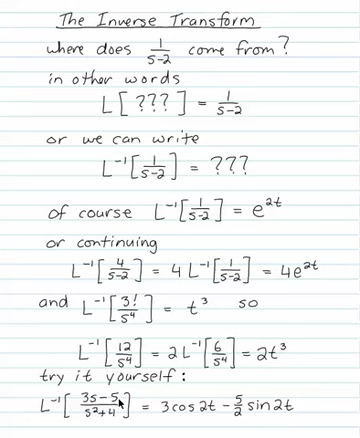 The Inverse Transform
where does 1/(s-2) come from?
in other words
L[ ??? ] = 1/(s-2)
or we can write
L⁻¹[1/(s-2)] = ???
of course L⁻¹[1/(s-2)] = e^(2t)
or continuing
L⁻¹[4/(s-2)] = 4L⁻¹[1/(s-2)] = 4e^(2t)
and L⁻¹[3!/s⁴] = t³ so
L⁻¹[12/s⁴] = 2L⁻¹[6/s⁴] = 2t³
try it yourself:
L⁻¹[(3s-5)/(s²+4)] = 3cos2t - 5/2 sin2t